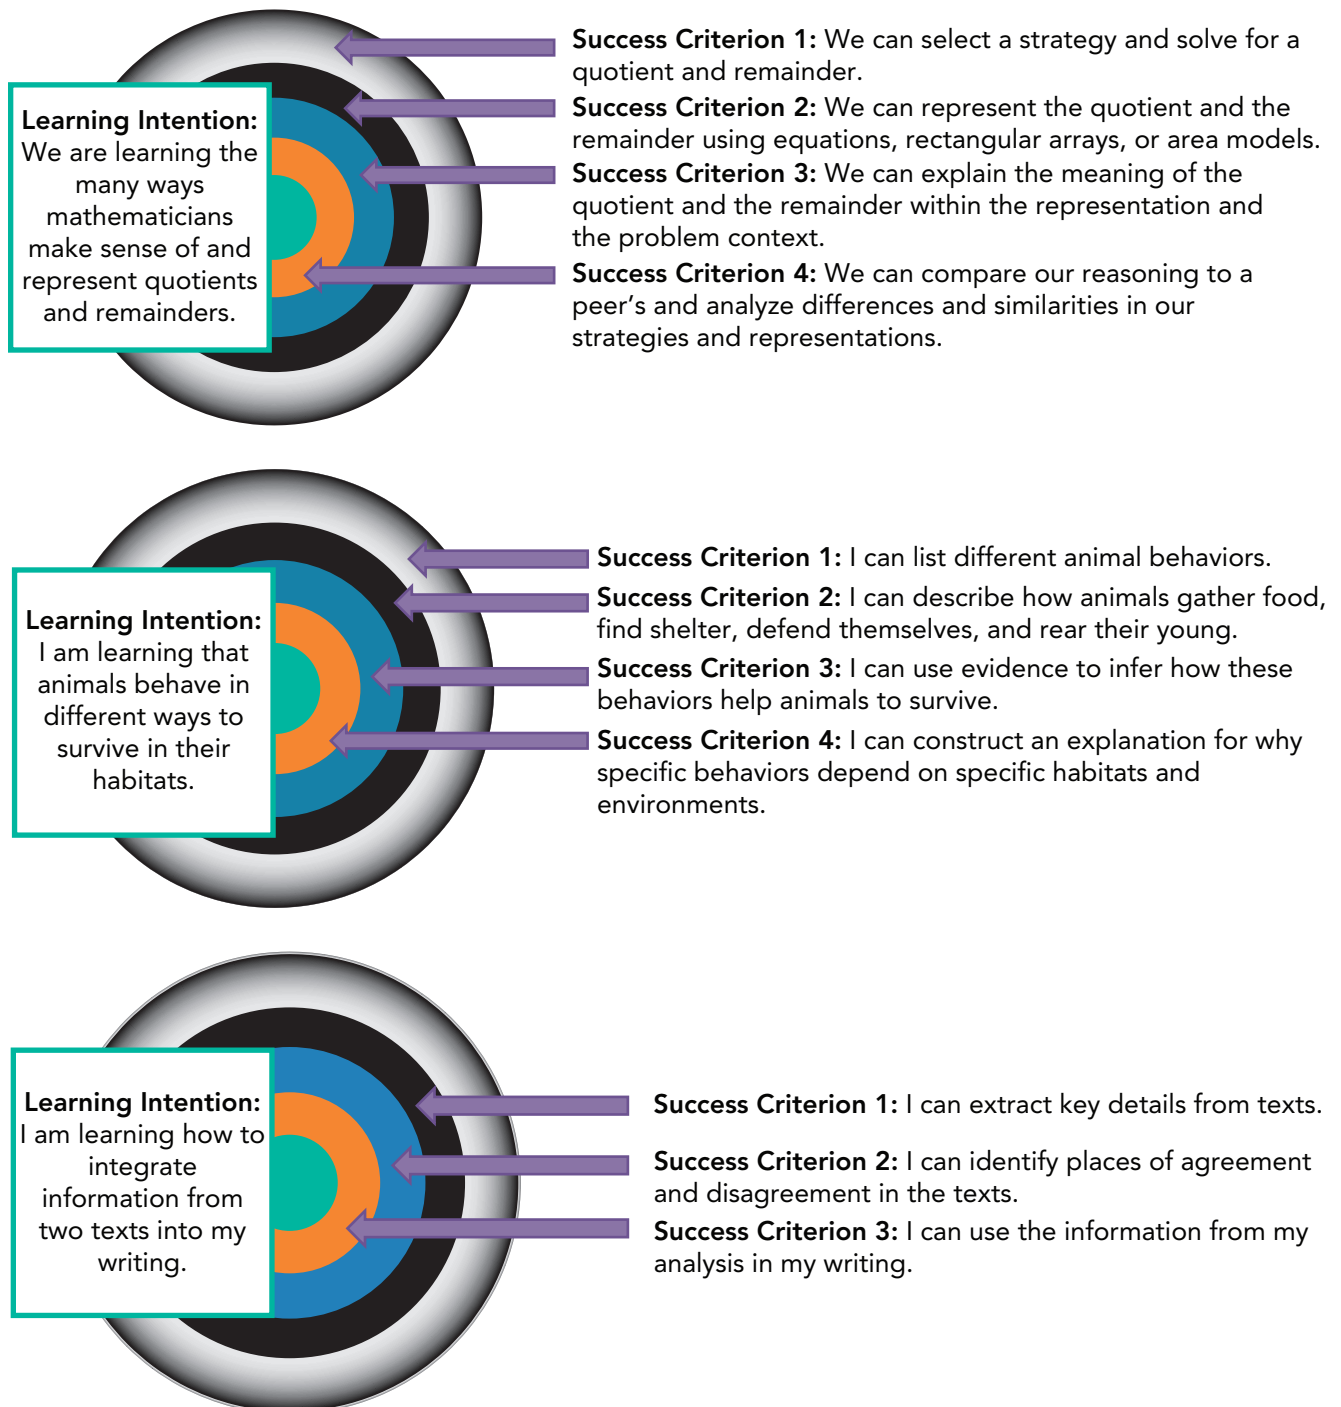 Learning Intention:
We are learning the
many ways
mathematicians
make sense of and
represent quotients
and remainders.
Success Criterion 1: We can select a strategy and solve for a
quotient and remainder.
Success Criterion 2: We can represent the quotient and the
remainder using equations, rectangular arrays, or area models.
Success Criterion 3: We can explain the meaning of the
quotient and the remainder within the representation and
the problem context.
Success Criterion 4: We can compare our reasoning to a
peer’s and analyze differences and similarities in our
strategies and representations.
Learning Intention:
I am learning that
animals behave in
different ways to
survive in their
habitats.
Success Criterion 1: I can list different animal behaviors.
Success Criterion 2: I can describe how animals gather food,
find shelter, defend themselves, and rear their young.
Success Criterion 3: I can use evidence to infer how these
behaviors help animals to survive.
Success Criterion 4: I can construct an explanation for why
specific behaviors depend on specific habitats and
environments.
Learning Intention:
I am learning how to
integrate
information from
two texts into my
writing.
Success Criterion 1: I can extract key details from texts.
Success Criterion 2: I can identify places of agreement
and disagreement in the texts.
Success Criterion 3: I can use the information from my
analysis in my writing.